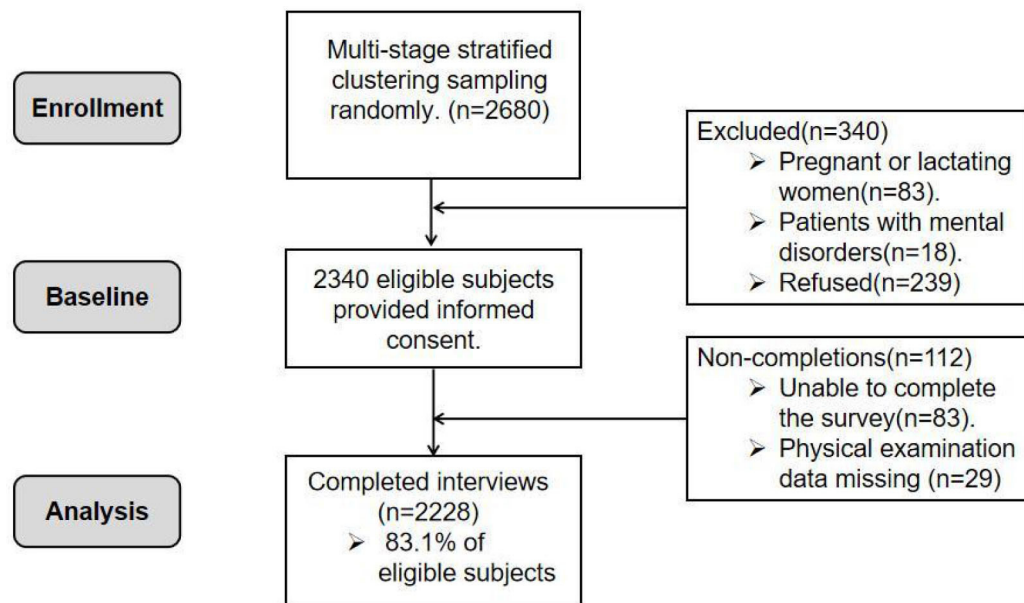 Enrollment
Multi-stage stratified
clustering sampling
randomly. (n=2680)
Excluded(n=340)
➢ Pregnant or lactating
women(n=83).
➢ Patients with mental
disorders(n=18).
➢ Refused(n=239)
Baseline
2340 eligible subjects
provided informed
consent.
Non-completions(n=112)
➢ Unable to complete
the survey(n=83).
➢ Physical examination
data missing (n=29)
Analysis
Completed interviews
(n=2228)
➢ 83.1% of
eligible subjects